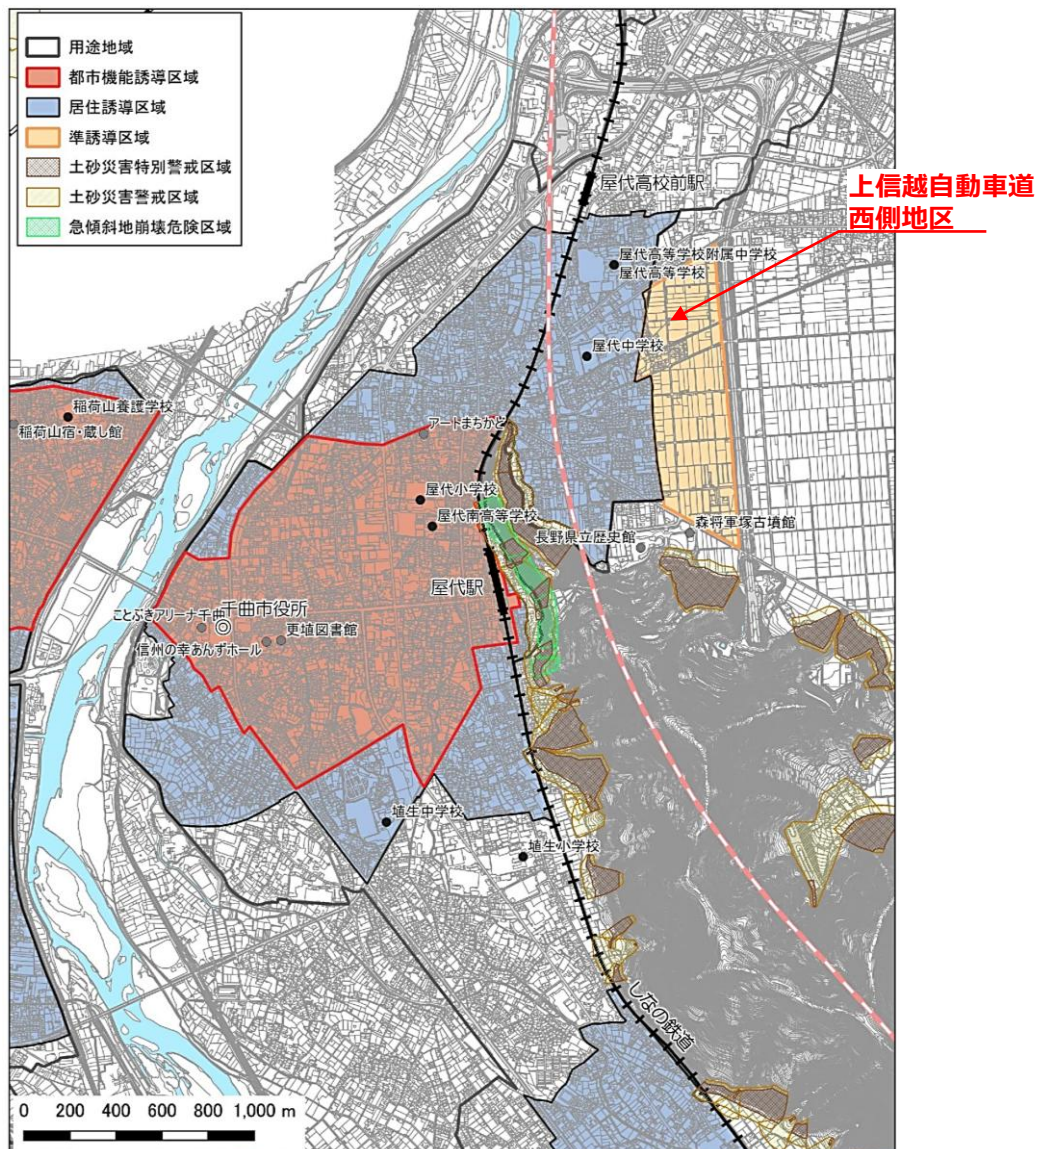 用途地域
都市機能誘導区域
居住誘導区域
準誘導区域
土砂災害特別警戒区域
土砂災害警戒区域
急傾斜地崩壊危険区域
屋代高校前駅
上信越自動車道
西側地区
屋代高等学校附属中学校
屋代高等学校
屋代中学校
稲荷山養護学校
稲荷山宿・蔵し館
アートまちかど
屋代小学校
屋代南高等学校
森将軍塚古墳館
長野県立歴史館
屋代駅
ことぶきアリーナ千曲
千曲市役所
更埴図書館
信州の幸あんずホール
埴生中学校
埴生小学校
しなの鉄道
0 200 400 600 800 1,000 m